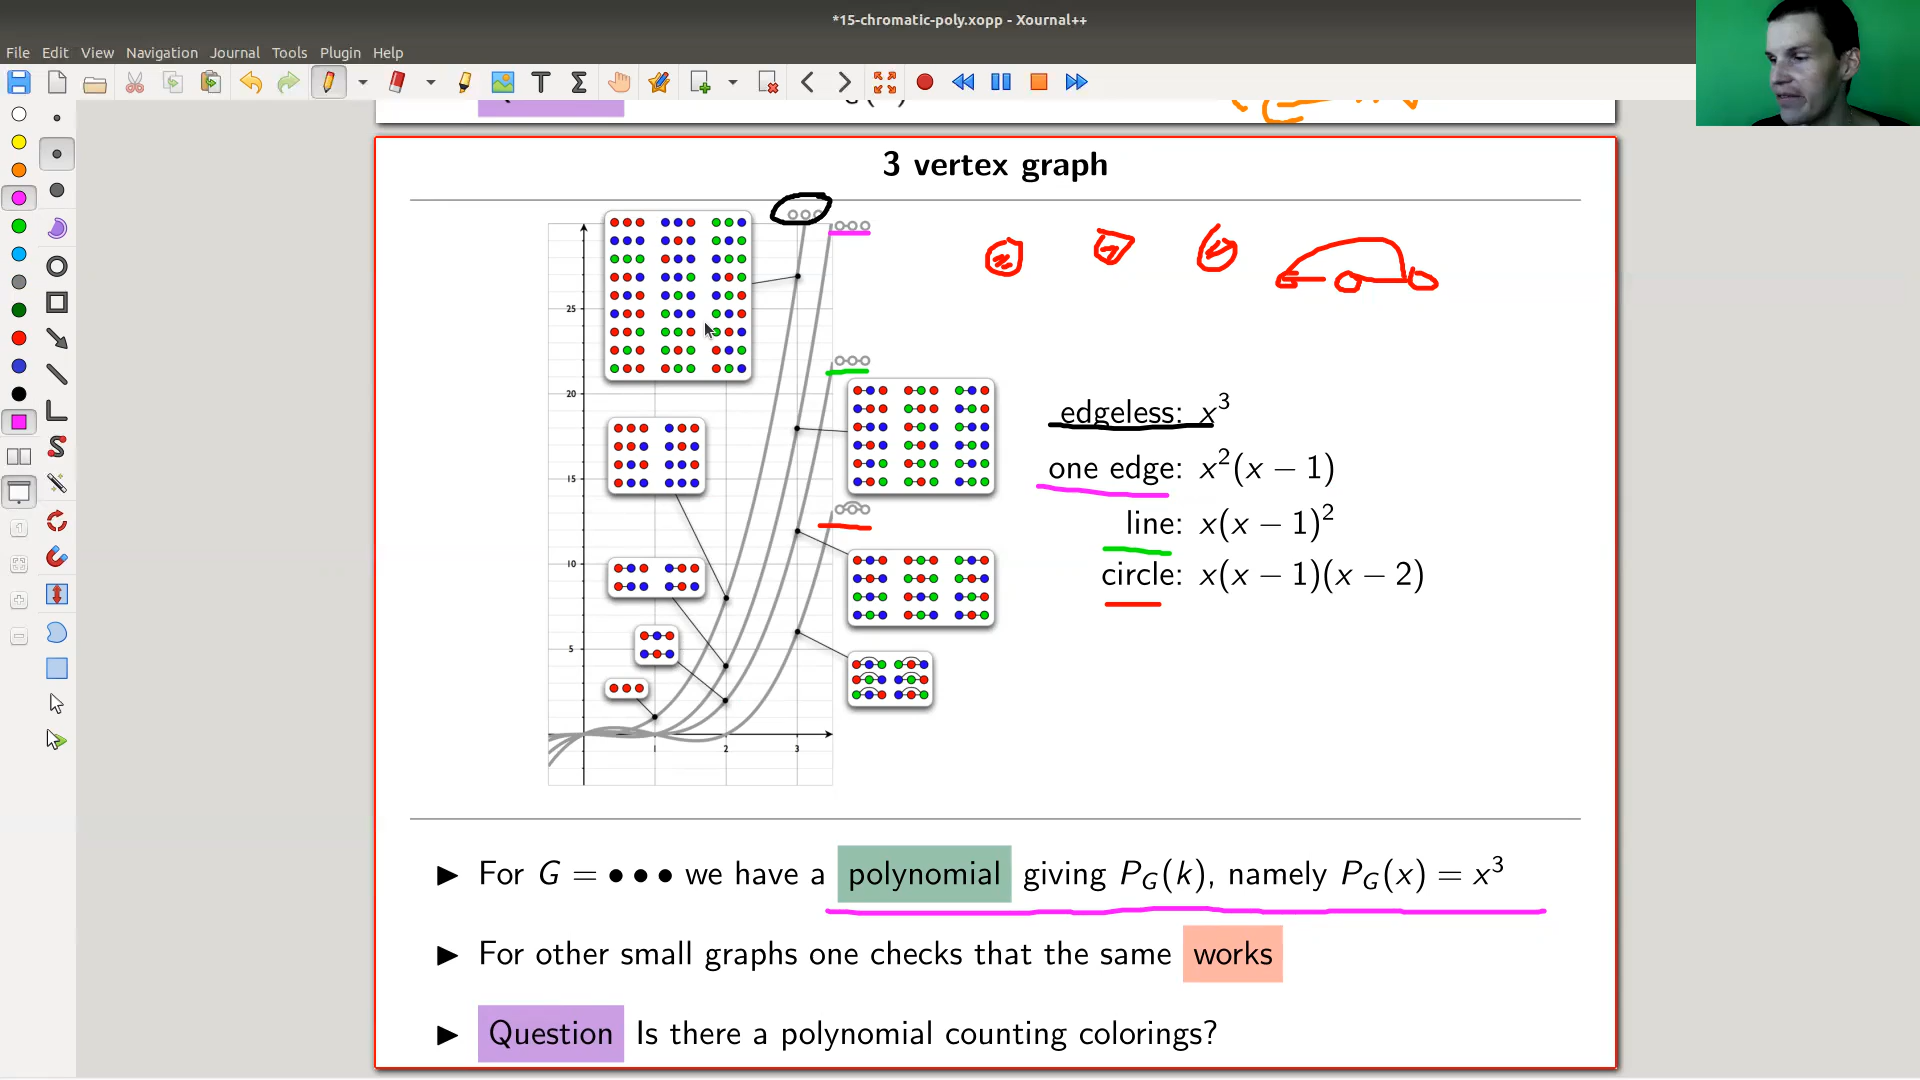 *15-chromatic-poly.xopp - Xournal++
File Edit View Navigation Journal Tools Plugin Help
3 vertex graph
25
20
15
10
5
1 2 3
edgeless: x³
one edge: x²(x − 1)
line: x(x − 1)²
circle: x(x − 1)(x − 2)
▶ For G = ● ● ● we have a polynomial giving P_G(k), namely P_G(x) = x³
▶ For other small graphs one checks that the same works
▶ Question Is there a polynomial counting colorings?